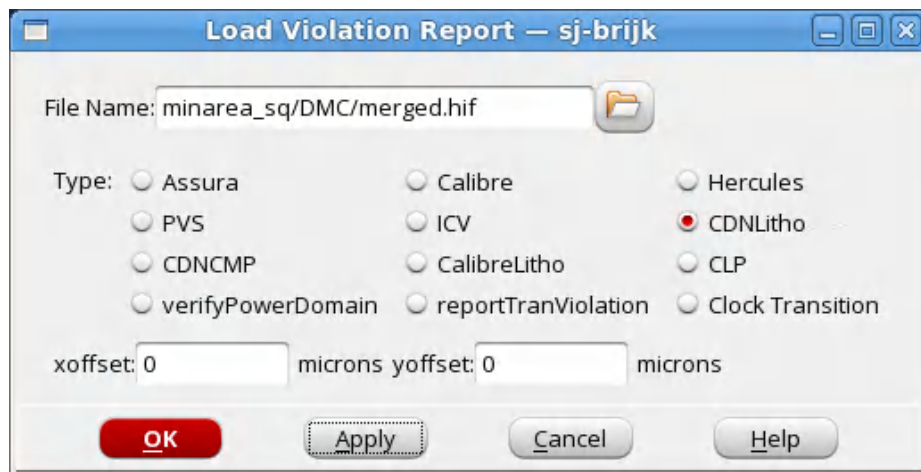 Load Violation Report — sj-brijk
File Name: minarea_sq/DMC/merged.hif
Type: Assura Calibre Hercules
PVS ICV CDNLitho
CDNCMP CalibreLitho CLP
verifyPowerDomain reportTranViolation Clock Transition
xoffset: 0 microns yoffset: 0 microns
OK Apply Cancel Help